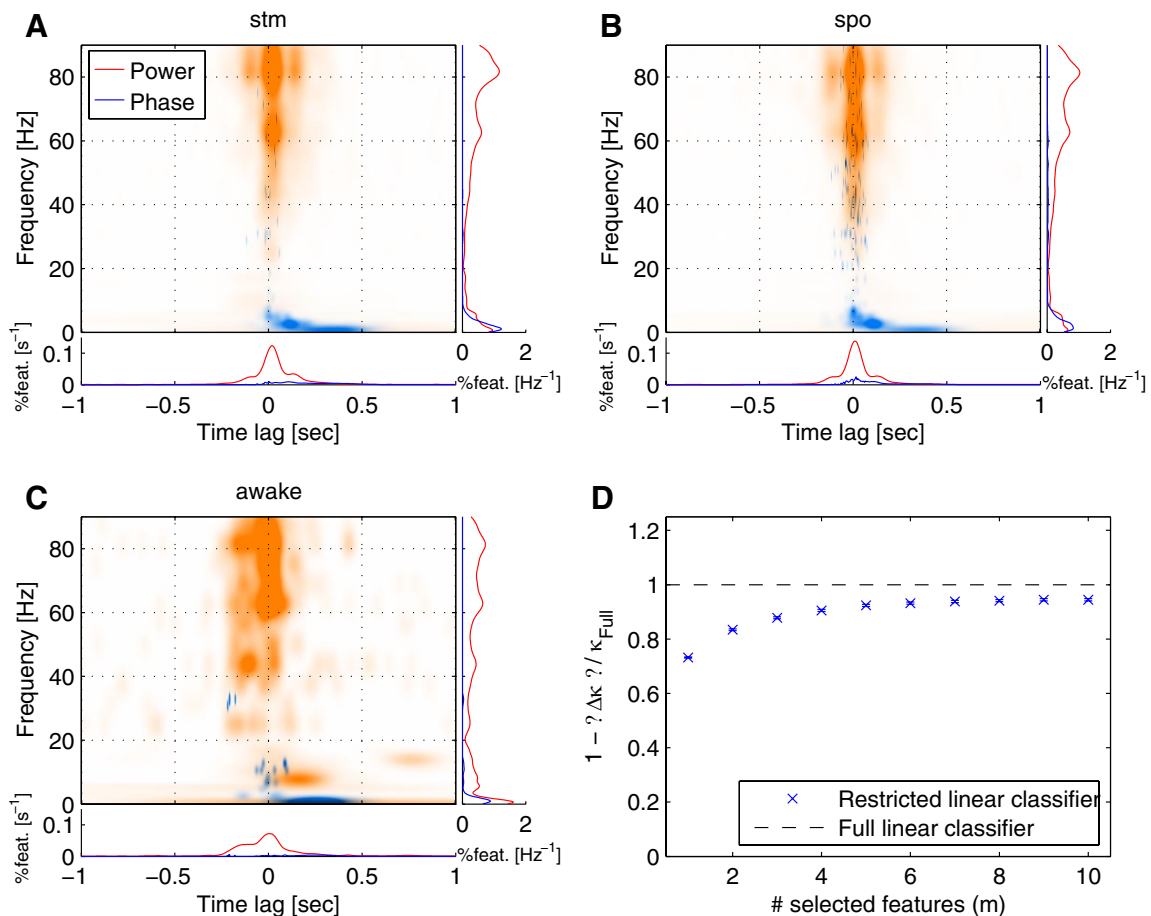 A
stm
Power
Phase
Frequency [Hz]
80
60
40
20
0
%feat. [s⁻¹]
0.1
0
−1
−0.5
0
0.5
1
Time lag [sec]
0
2
%feat. [Hz⁻¹]
B
spo
Frequency [Hz]
80
60
40
20
0
%feat. [s⁻¹]
0.1
0
−1
−0.5
0
0.5
1
Time lag [sec]
0
2
%feat. [Hz⁻¹]
C
awake
Frequency [Hz]
80
60
40
20
0
%feat. [s⁻¹]
0.1
0
−1
−0.5
0
0.5
1
Time lag [sec]
0
2
%feat. [Hz⁻¹]
D
1 − ? Δκ ? / κFull
1.2
1
0.8
0.6
0.4
0.2
0
Restricted linear classifier
Full linear classifier
2
4
6
8
10
# selected features (m)